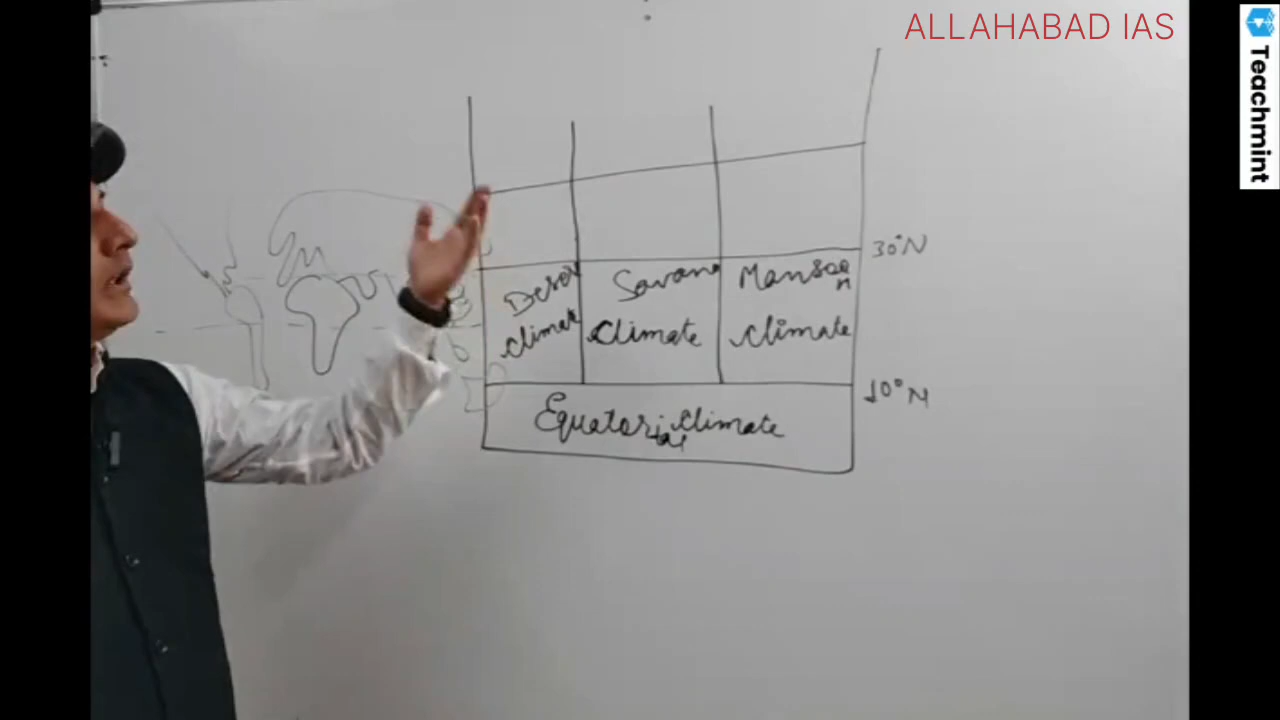 ALLAHABAD IAS
Teachmint
30°N
Desert Savana Mansoon
climate Climate climate
10°N
Equatorial Climate